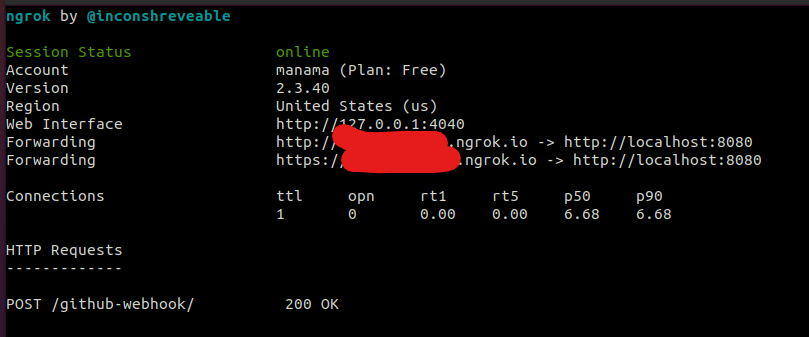 ngrok by @inconshreveable
Session Status online
Account manama (Plan: Free)
Version 2.3.40
Region United States (us)
Web Interface http://127.0.0.1:4040
Forwarding http:/ .ngrok.io -> http://localhost:8080
Forwarding https:/ .ngrok.io -> http://localhost:8080
Connections ttl opn rt1 rt5 p50 p90
1 0 0.00 0.00 6.68 6.68
HTTP Requests
-------------
POST /github-webhook/ 200 OK